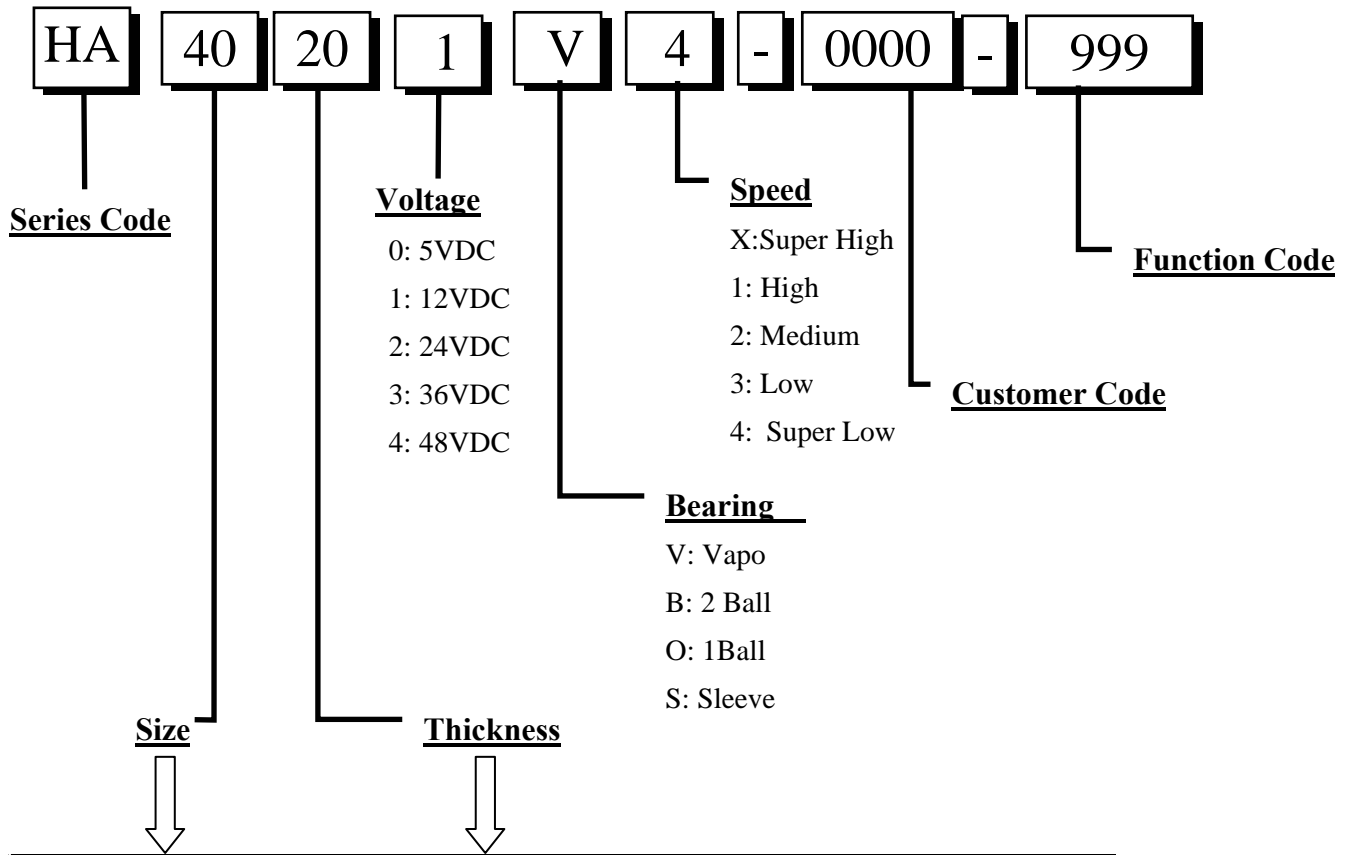 HA 40 20 1 V 4 - 0000 - 999
Series Code
Voltage
0: 5VDC
1: 12VDC
2: 24VDC
3: 36VDC
4: 48VDC
Speed
X:Super High
1: High
2: Medium
3: Low
4: Super Low
Function Code
Customer Code
Bearing
V: Vapo
B: 2 Ball
O: 1Ball
S: Sleeve
Size
Thickness